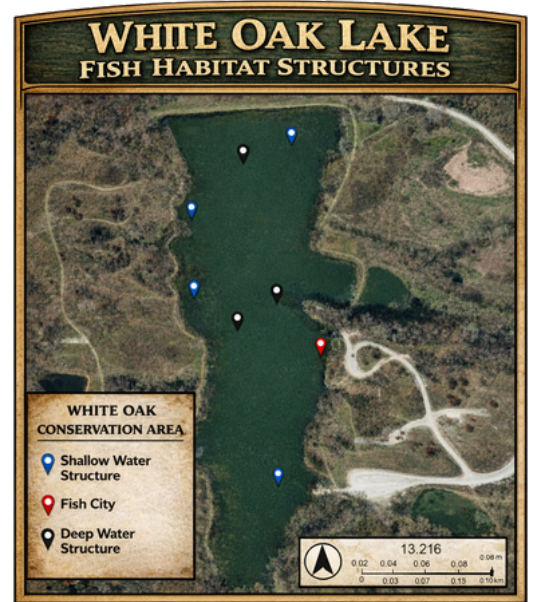 WHITE OAK LAKE
FISH HABITAT STRUCTURES
WHITE OAK
CONSERVATION AREA
Shallow Water
Structure
Fish City
Deep Water
Structure
13.216
0.02 0.04 0.06 0.08 0.06 m
0 0.03 0.07 0.15 0.10 km